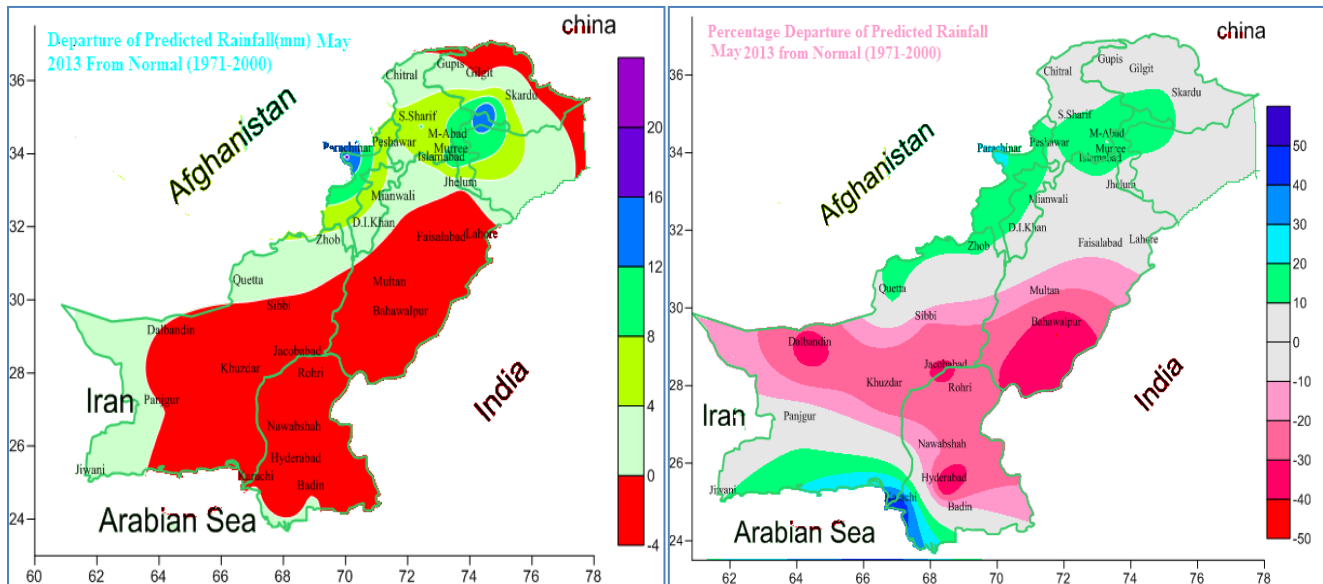 china
Departure of Predicted Rainfall(mm) May
2013 From Normal (1971-2000)
Gupis
Gilgit
Chitral
Skardu
S.Sharif
M-Abad
Peshawar
Murree
Parachinar
Islamabad
Afghanistan
Jhelum
Mianwali
D.I.Khan
Zhob
Faisalabad
Lahore
Quetta
Multan
Sibbi
Bahawalpur
Dalbandin
Jacobabad
Khuzdar
Rohri
India
Iran
Panjgur
Nawabshah
Hyderabad
Jiwani
Karachi
Badin
Arabian Sea
36
34
32
30
28
26
24
60 62 64 66 68 70 72 74 76 78
20
16
12
8
4
0
-4
china
Percentage Departure of Predicted Rainfall
May 2013 from Normal (1971-2000)
Gupis
Gilgit
Chitral
Skardu
S.Sharif
M-Abad
Peshawar
Murree
Parachinar
Islamabad
Afghanistan
Jhelum
Mianwali
D.I.Khan
Zhob
Faisalabad
Lahore
Quetta
Multan
Sibbi
Bahawalpur
Dalbandin
Jacobabad
Khuzdar
Rohri
India
Iran
Panjgur
Nawabshah
Hyderabad
Jiwani
Karachi
Badin
Arabian Sea
36
34
32
30
28
26
24
62 64 66 68 70 72 74 76 78
50
40
30
20
10
0
-10
-20
-30
-40
-50